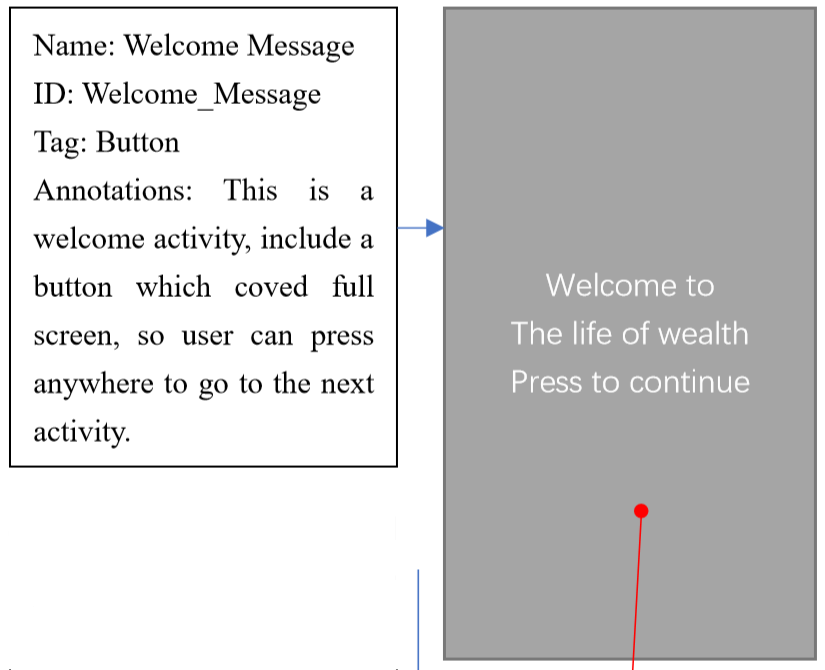 Name: Welcome Message
ID: Welcome_Message
Tag: Button
Annotations: This is a
welcome activity, include a
button which coved full
screen, so user can press
anywhere to go to the next
activity.
Welcome to
The life of wealth
Press to continue